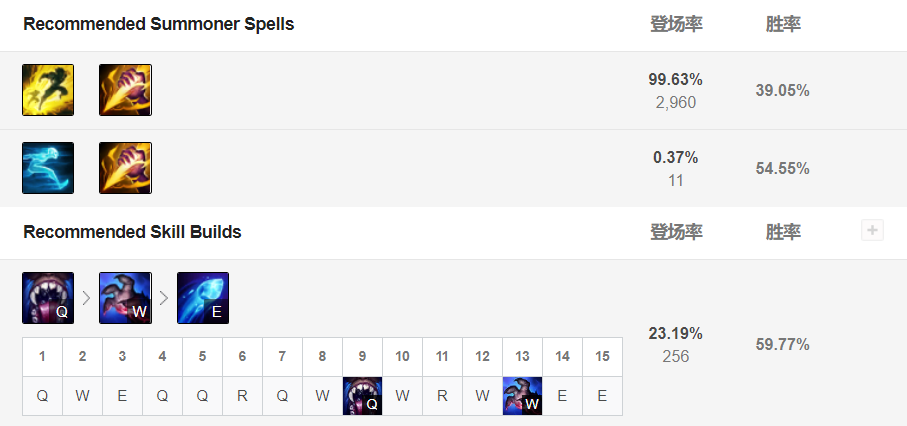 Recommended Summoner Spells 登场率 胜率
99.63% 39.05%
2,960
0.37% 54.55%
11
Recommended Skill Builds 登场率 胜率 +
Q W E
23.19% 59.77%
256
1 2 3 4 5 6 7 8 9 10 11 12 13 14 15
Q W E Q Q R Q W Q W R W W E E